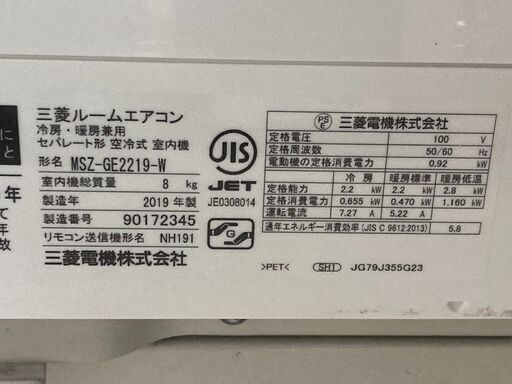 三菱ルームエアコン
冷房・暖房兼用
セパレート形 空冷式 室内機
形名 MSZ-GE2219-W
室内機総質量 8 kg
製造年 2019 年 製
製造番号 90172345
リモコン送信機形名 NH191
三菱電機株式会社
JIS
JET
JE0308014
PS E 三菱電機株式会社
定格電圧 100 V
定格周波数 50/60 Hz
電動機の定格消費電力 0.92 kW
冷 房 暖房標準 暖房低温
定格能力 2.2 kW 2.2 kW 2.8 kW
定格消費電力 0.655 kW 0.470 kW 1.160 kW
運転電流 7.27 A 5.22 A
通年エネルギー消費効率(JIS C 9612:2013) 5.8
>PET< SH1 JG79J355G23
に
と
年
て
年
故